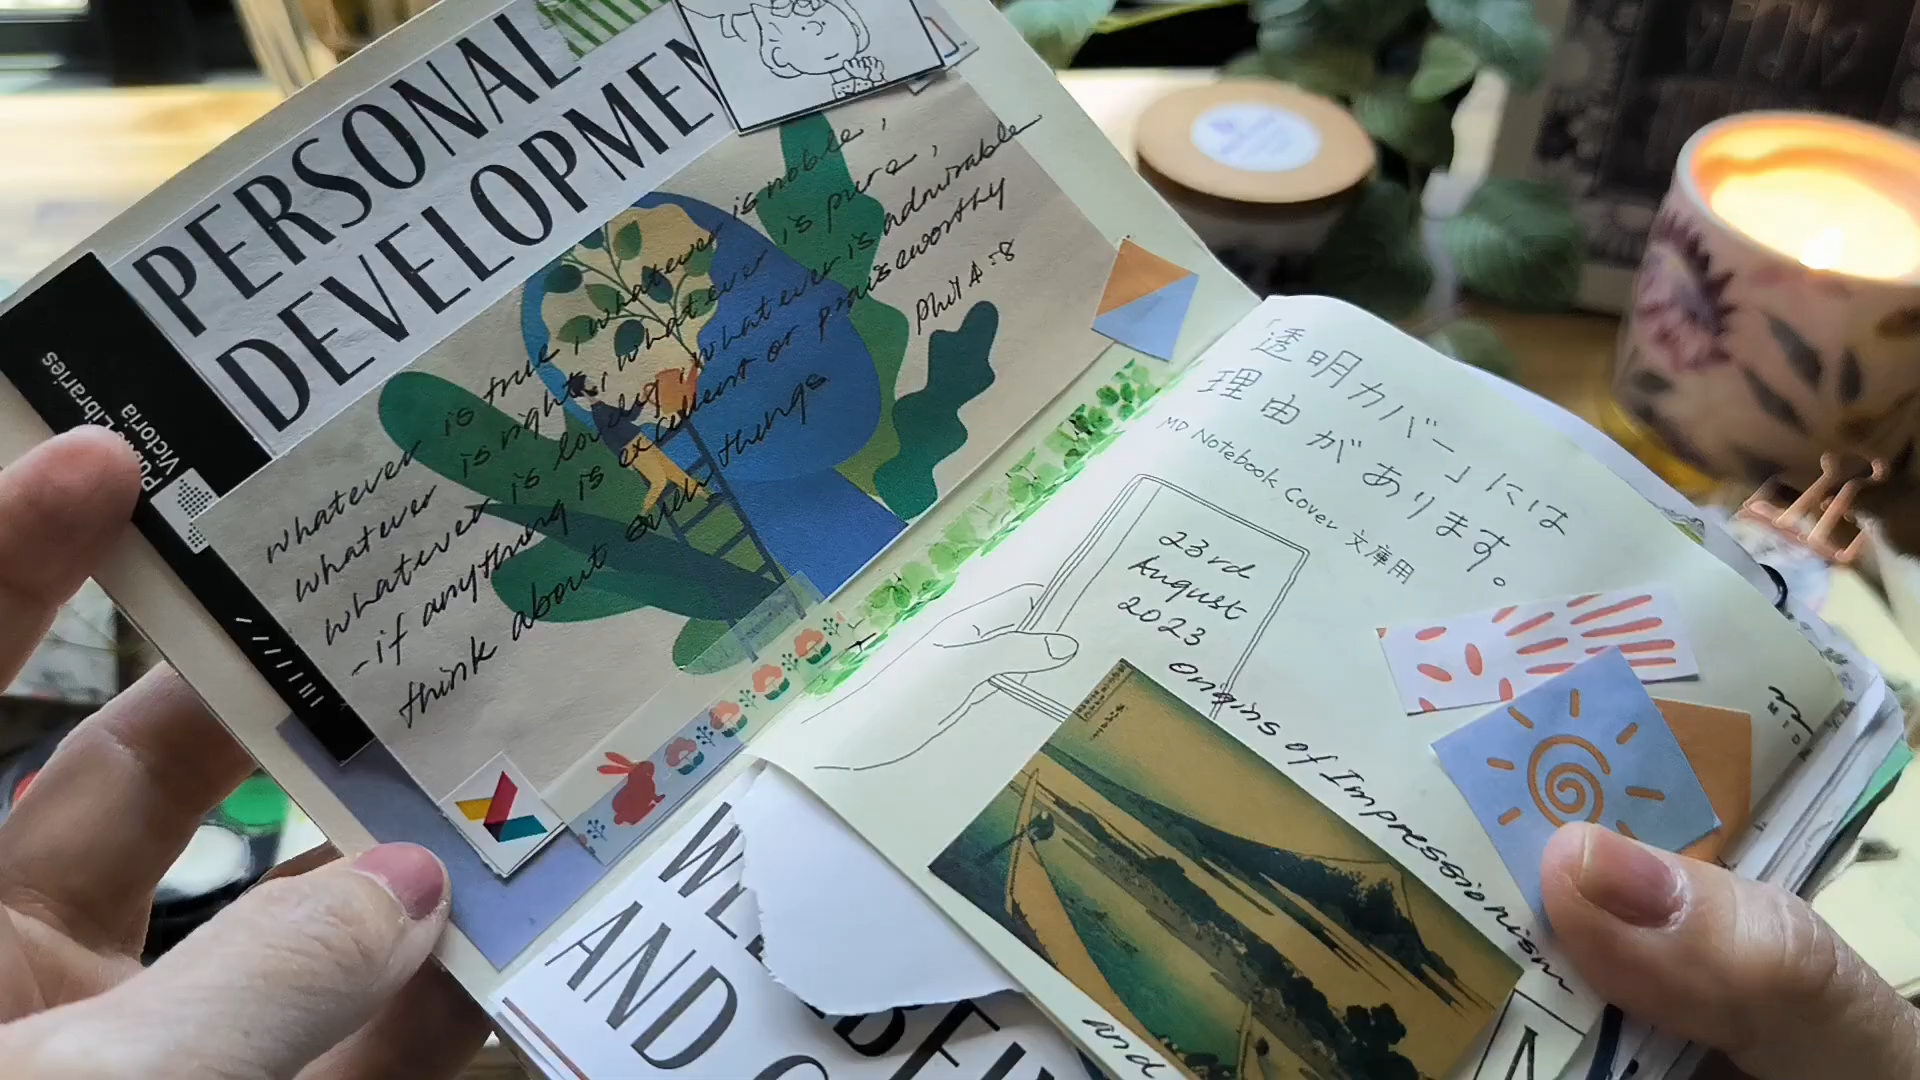 PERSONAL
DEVELOPMEN
Public Libraries
Victoria
whatever is true, whatever is noble,
whatever is right, whatever is pure,
whatever is lovely, whatever is admirable
-if anything is excellent or praiseworthy
think about such things
Phil 4:8
「透明カバー」には
理由があります。
MD Notebook Cover 文庫用
23rd
August
2023
origins of Impressionism
and
AND